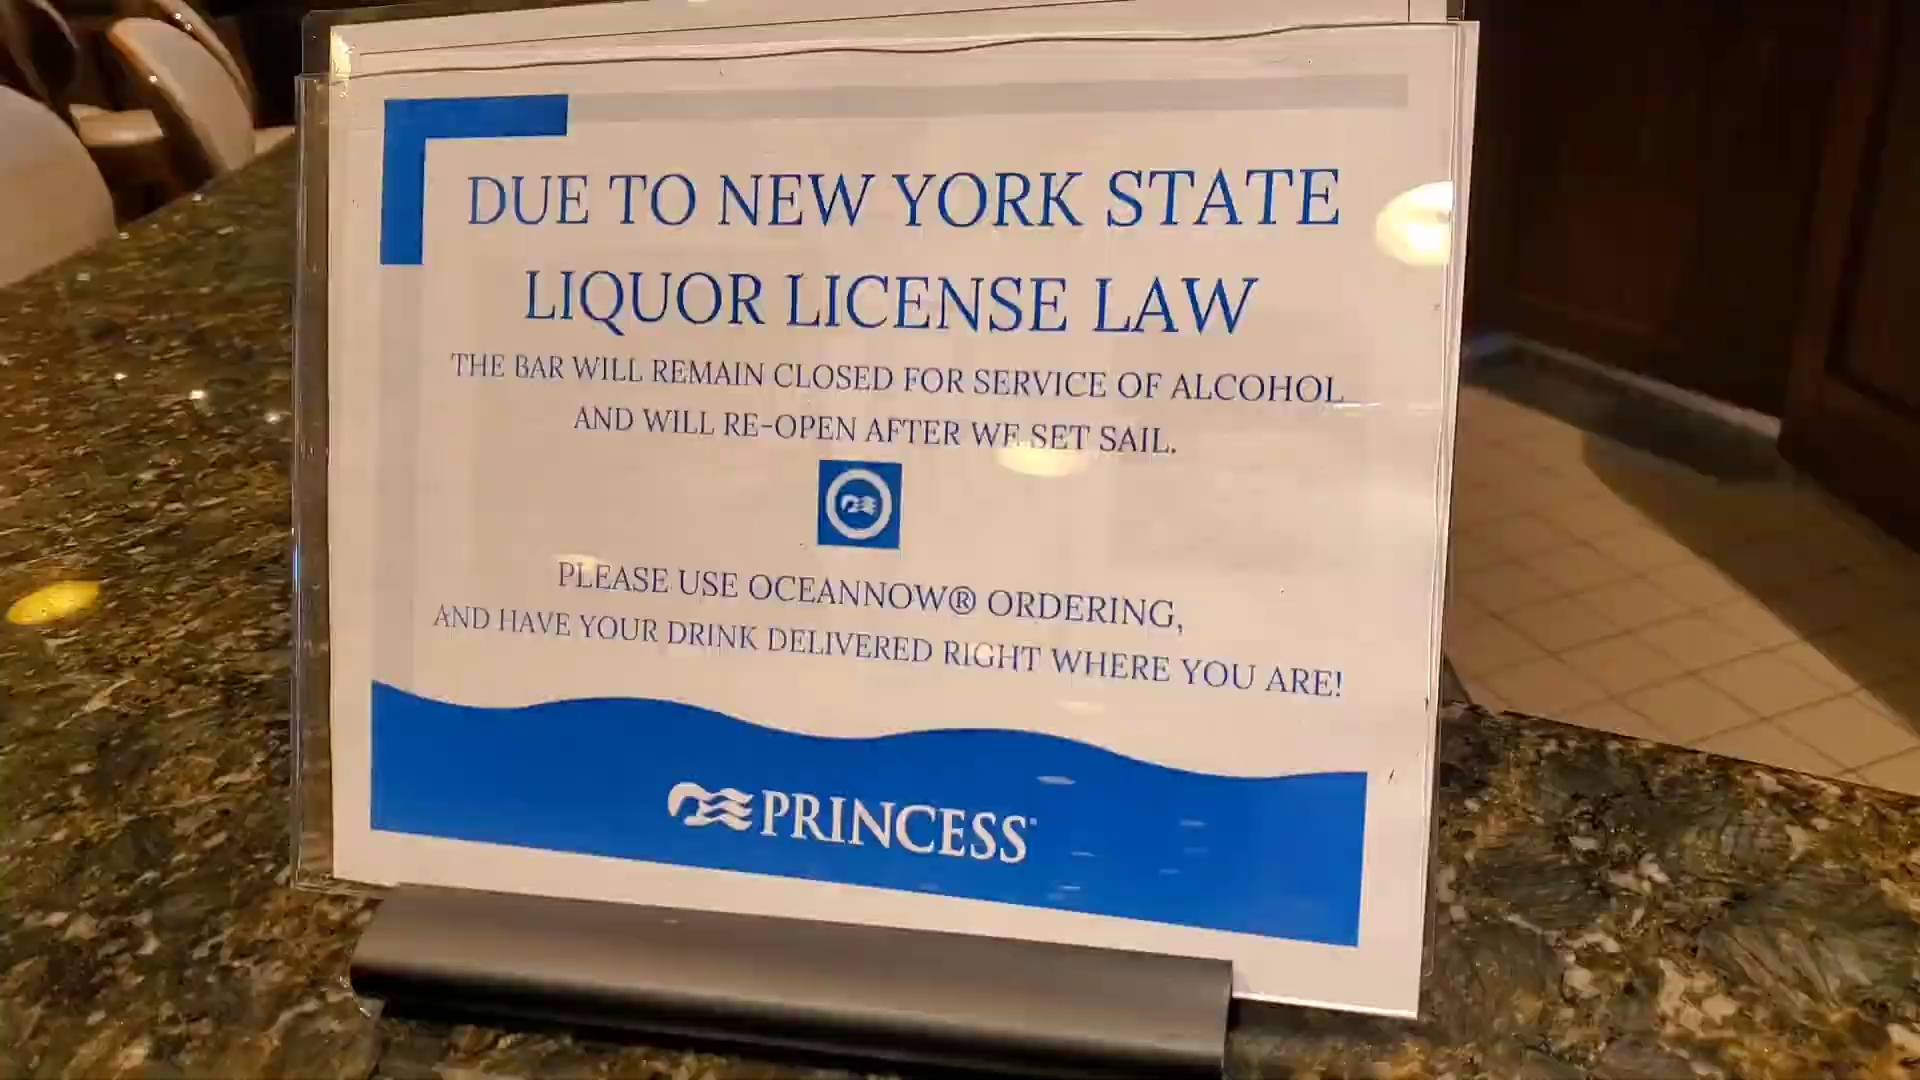 DUE TO NEW YORK STATE
LIQUOR LICENSE LAW
THE BAR WILL REMAIN CLOSED FOR SERVICE OF ALCOHOL
AND WILL RE-OPEN AFTER WE SET SAIL.
PLEASE USE OCEANNOW® ORDERING,
AND HAVE YOUR DRINK DELIVERED RIGHT WHERE YOU ARE!
PRINCESS